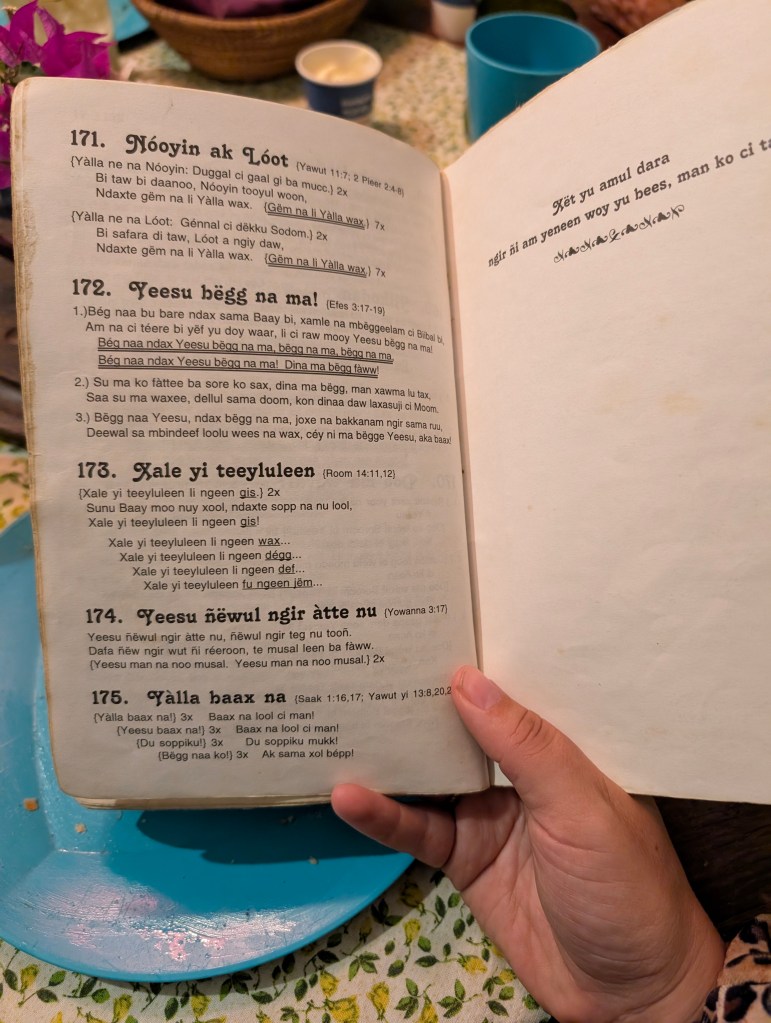 171. Nóoyin ak Lóot {Yawut 11:7; 2 Pieer 2:4-8}
{Yàlla ne na Nóoyin: Duggal ci gaal gi ba mucc.} 2x
Bi taw bi daanoo, Nóoyin tooyul woon,
Ndaxte gëm na li Yàlla wax. {Gëm na li Yàlla wax.} 7x
{Yàlla ne na Lóot: Génnal ci dëkku Sodom.} 2x
Bi safara di taw, Lóot a ngiy daw,
Ndaxte gëm na li Yàlla wax. {Gëm na li Yàlla wax.} 7x
172. Yeesu bëgg na ma! {Efes 3:17-19}
1.)Bég naa bu bare ndax sama Baay bi, xamle na mbëggeelam ci Biibal bi,
Am na ci téere bi yëf yu doy waar, li ci raw mooy Yeesu bëgg na ma!
Bég naa ndax Yeesu bëgg na ma, bëgg na ma, bëgg na ma,
Bég naa ndax Yeesu bëgg na ma! Dina ma bëgg fàww!
2.) Su ma ko fàttee ba sore ko sax, dina ma bëgg, man xawma lu tax,
Saa su ma waxee, dellul sama doom, kon dinaa daw laxasuji ci Moom.
3.) Bëgg naa Yeesu, ndax bëgg na ma, joxe na bakkanam ngir sama ruu,
Deewal sa mbindeef loolu wees na wax, céy ni ma bëgge Yeesu, aka baax!
173. Xale yi teeyluleen {Room 14:11,12}
{Xale yi teeyluleen li ngeen gis.} 2x
Sunu Baay moo nuy xool, ndaxte sopp na nu lool,
Xale yi teeyluleen li ngeen gis!
Xale yi teeyluleen li ngeen wax...
Xale yi teeyluleen li ngeen dégg...
Xale yi teeyluleen li ngeen def...
Xale yi teeyluleen fu ngeen jëm...
174. Yeesu ñëwul ngir àtte nu {Yowanna 3:17}
Yeesu ñëwul ngir àtte nu, ñëwul ngir teg nu tooñ.
Dafa ñëw ngir wut ñi réeroon, te musal leen ba fàww.
{Yeesu man na noo musal. Yeesu man na noo musal.} 2x
175. Yàlla baax na {Saak 1:16,17; Yawut yi 13:8,20,2
{Yàlla baax na!} 3x Baax na lool ci man!
{Yeesu baax na!} 3x Baax na lool ci man!
{Du soppiku!} 3x Du soppiku mukk!
{Bëgg naa ko!} 3x Ak sama xol bépp!
Xët yu amul dara
ngir ñi am yeneen woy yu bees, man ko ci